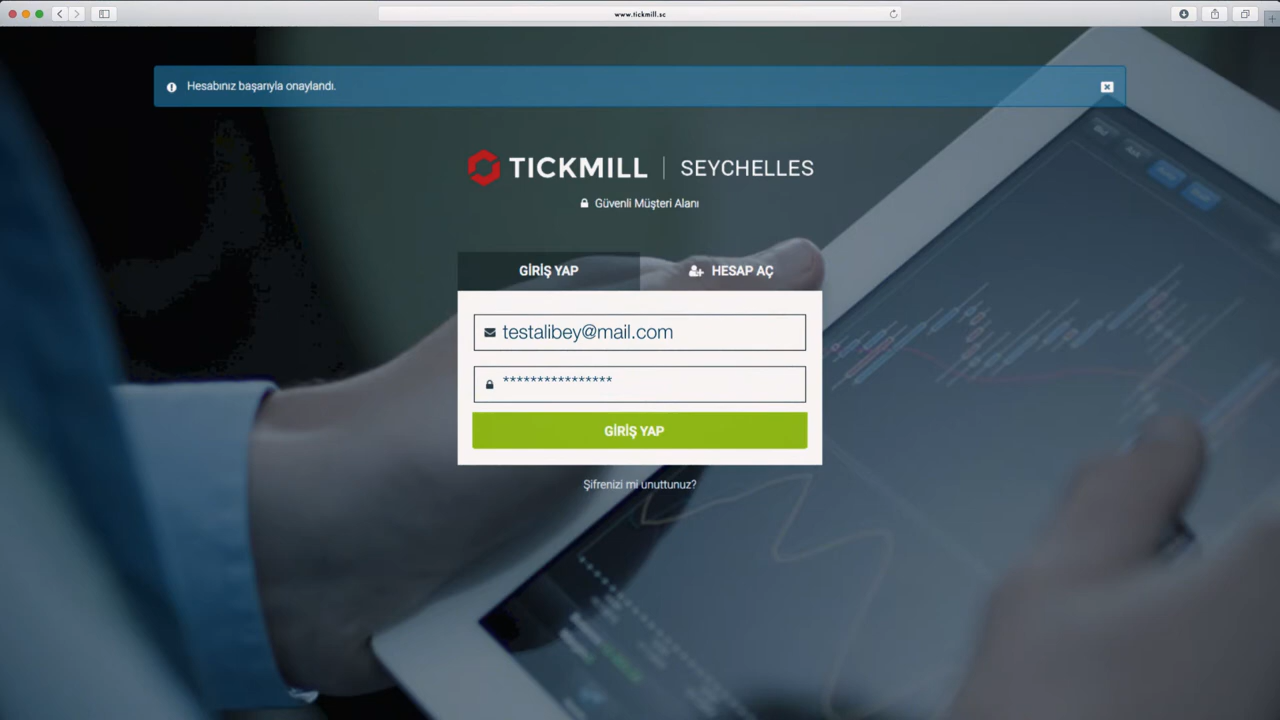 www.tickmill.sc
Hesabınız başarıyla onaylandı.
TICKMILL | SEYCHELLES
Güvenli Müşteri Alanı
GİRİŞ YAP
HESAP AÇ
testalibey@mail.com
****************
GİRİŞ YAP
Şifrenizi mi unuttunuz?